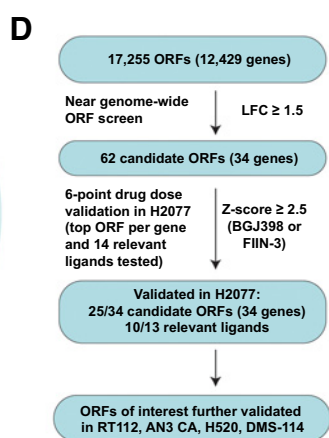 D
17,255 ORFs (12,429 genes)
Near genome-wide
ORF screen
LFC ≥ 1.5
62 candidate ORFs (34 genes)
6-point drug dose
validation in H2077
(top ORF per gene
and 14 relevant
ligands tested)
Z-score ≥ 2.5
(BGJ398 or
FIIN-3)
Validated in H2077:
25/34 candidate ORFs (34 genes)
10/13 relevant ligands
ORFs of interest further validated
in RT112, AN3 CA, H520, DMS-114